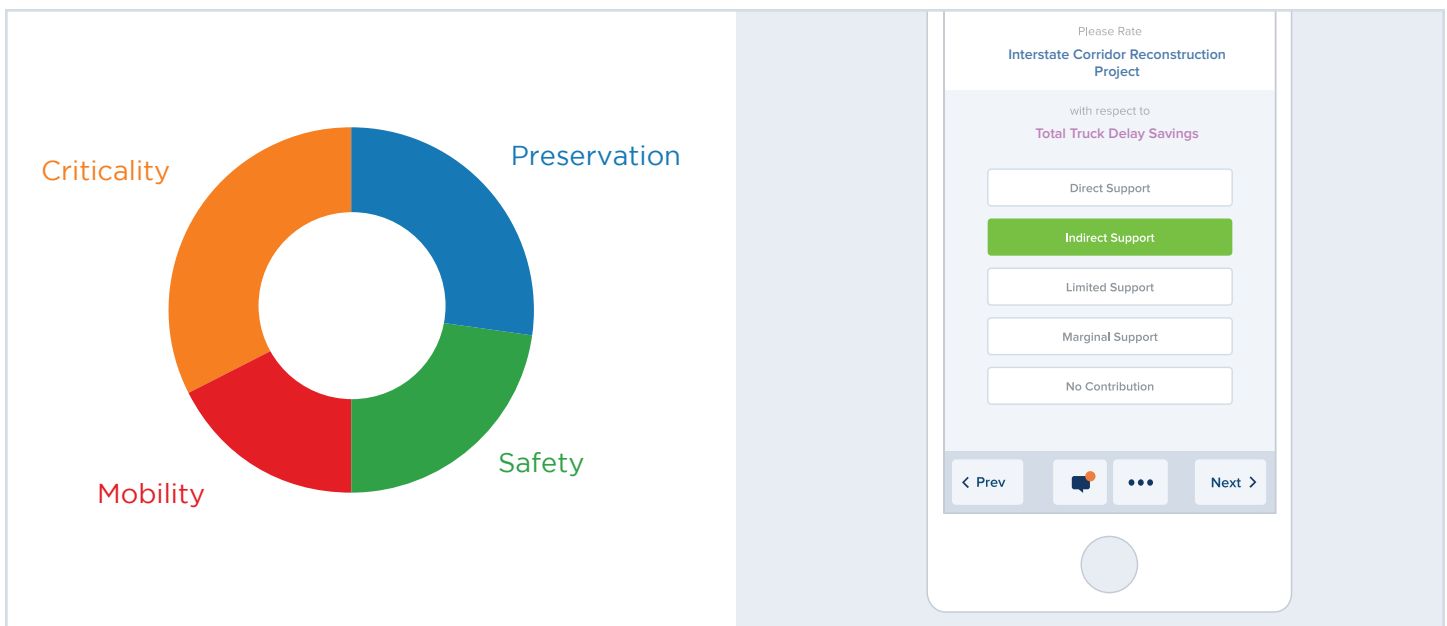 Criticality
Preservation
Safety
Mobility
Please Rate
Interstate Corridor Reconstruction
Project
with respect to
Total Truck Delay Savings
Direct Support
Indirect Support
Limited Support
Marginal Support
No Contribution
Prev
Next